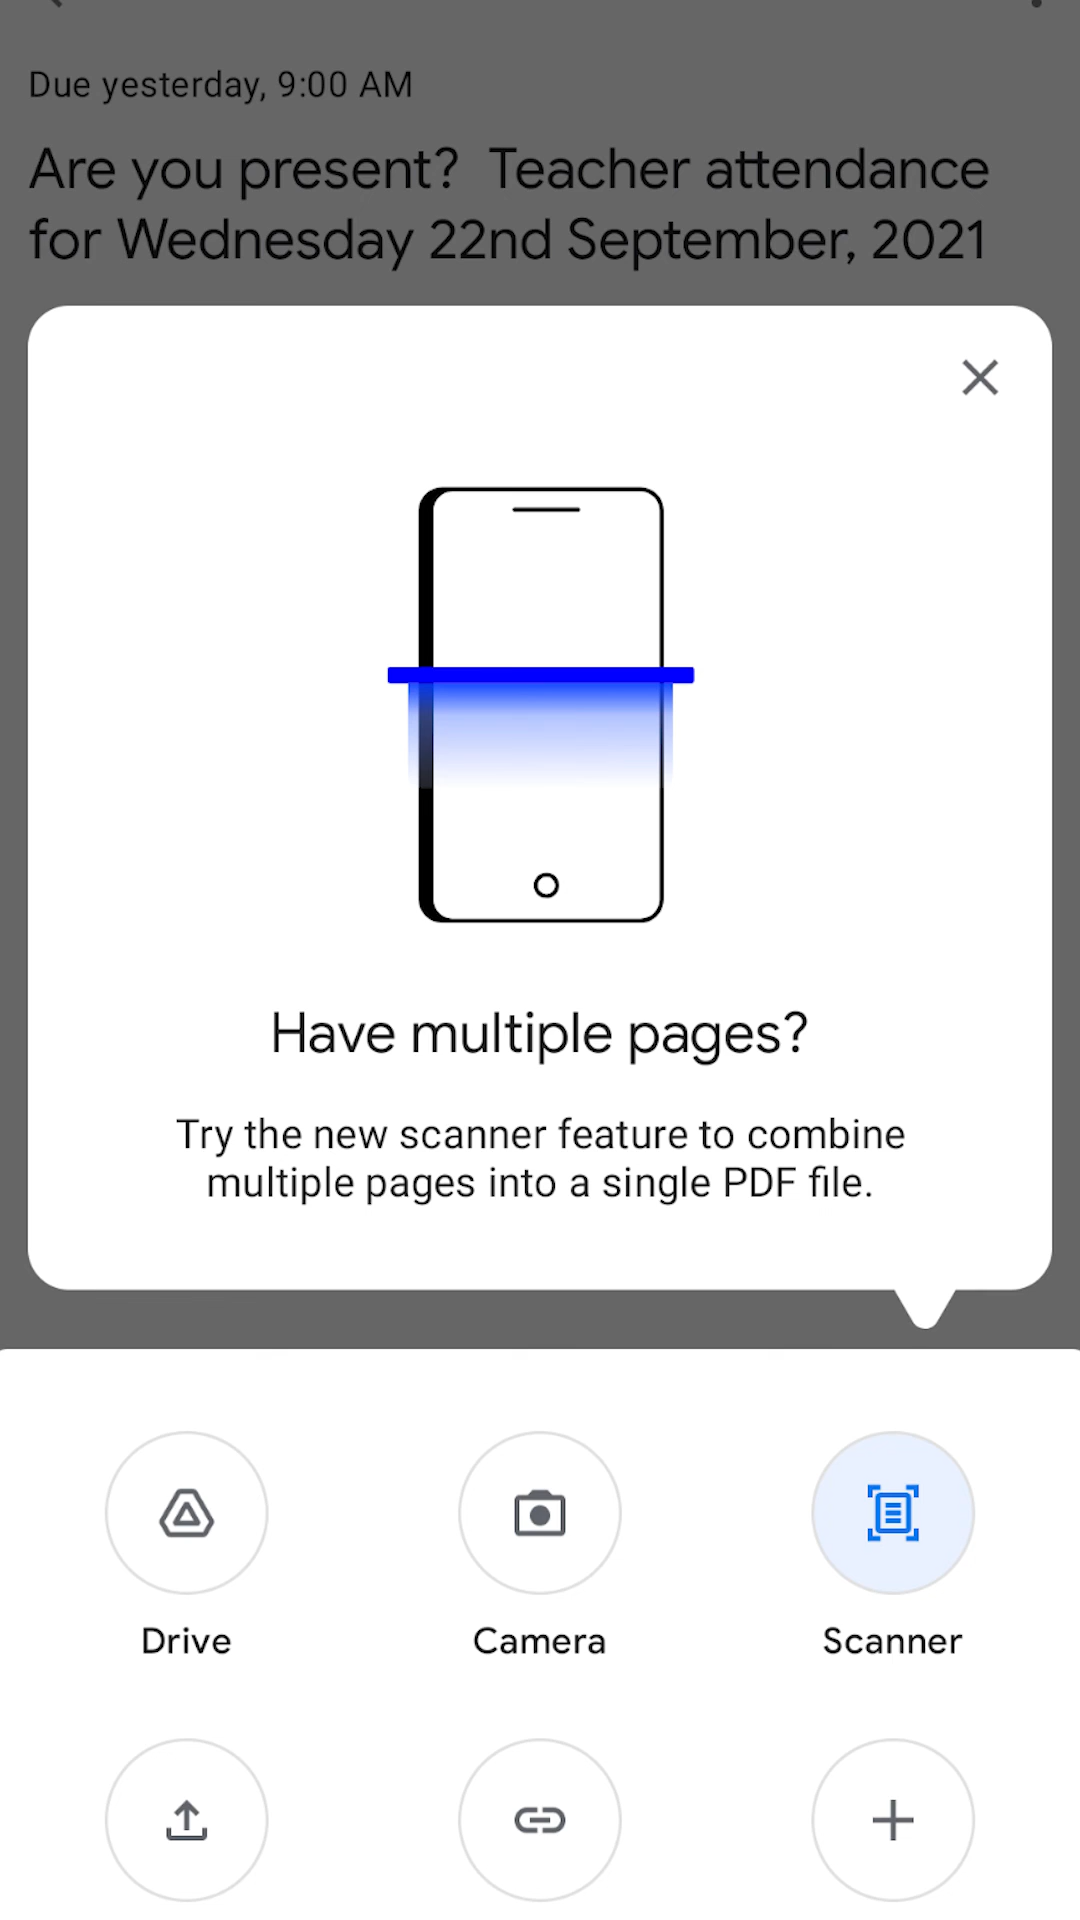 Due yesterday, 9:00 AM
Are you present?  Teacher attendance
for Wednesday 22nd September, 2021
Have multiple pages?
Try the new scanner feature to combine
multiple pages into a single PDF file.
Drive Camera Scanner